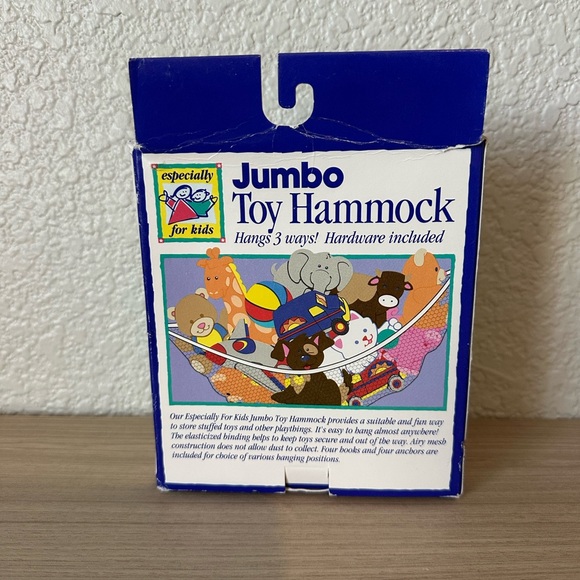 especially
for kids
Jumbo
Toy Hammock
Hangs 3 ways! Hardware included
Our Especially For Kids Jumbo Toy Hammock provides a suitable and fun way
to store stuffed toys and other playthings. It's easy to hang almost anywhere!
The elasticized binding helps to keep toys secure and out of the way. Airy mesh
construction does not allow dust to collect. Four hooks and four anchors are
included for choice of various hanging positions.